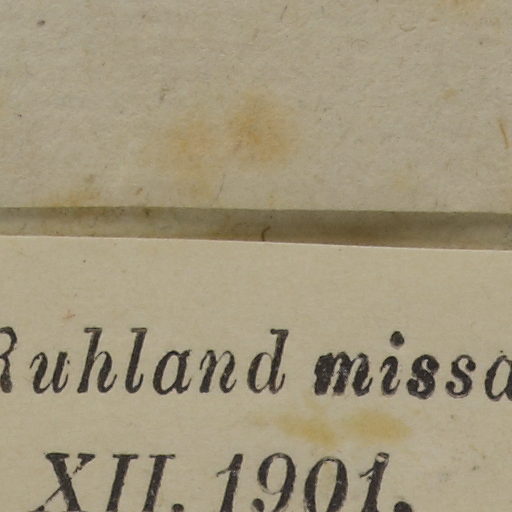 Ruhland missa
XII. 1901.